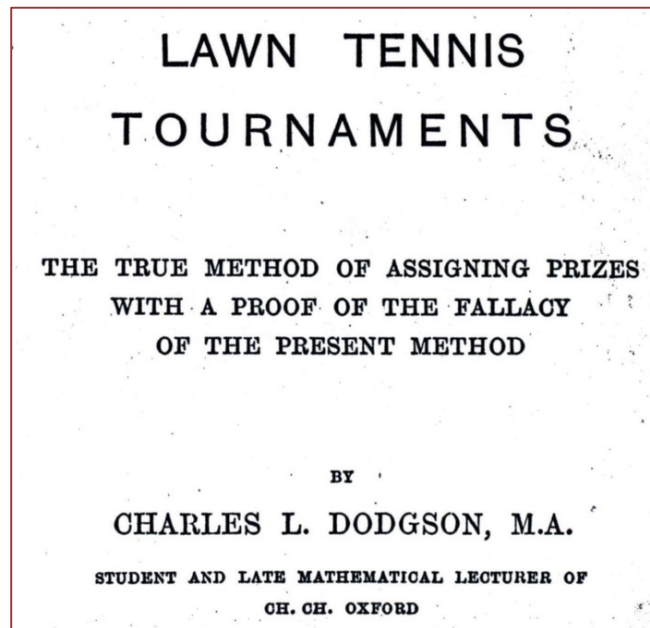 LAWN TENNIS
TOURNAMENTS
THE TRUE METHOD OF ASSIGNING PRIZES
WITH A PROOF OF THE FALLACY
OF THE PRESENT METHOD
BY
CHARLES L. DODGSON, M.A.
STUDENT AND LATE MATHEMATICAL LECTURER OF
CH. CH. OXFORD